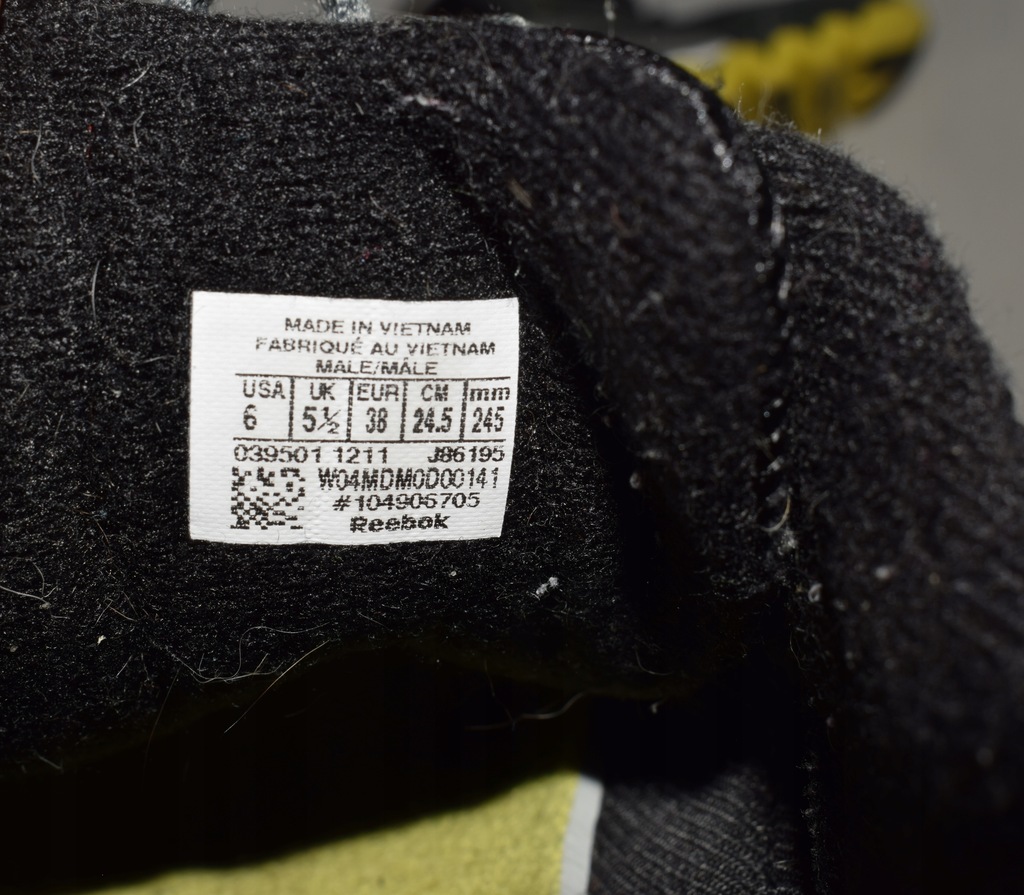 MADE IN VIETNAM
FABRIQUÉ AU VIETNAM
MALE/MÂLE
USA UK EUR CM mm
6 5½ 38 24.5 245
039501 1211 J86195
W04MDM0D00141
#104906705
Reebok